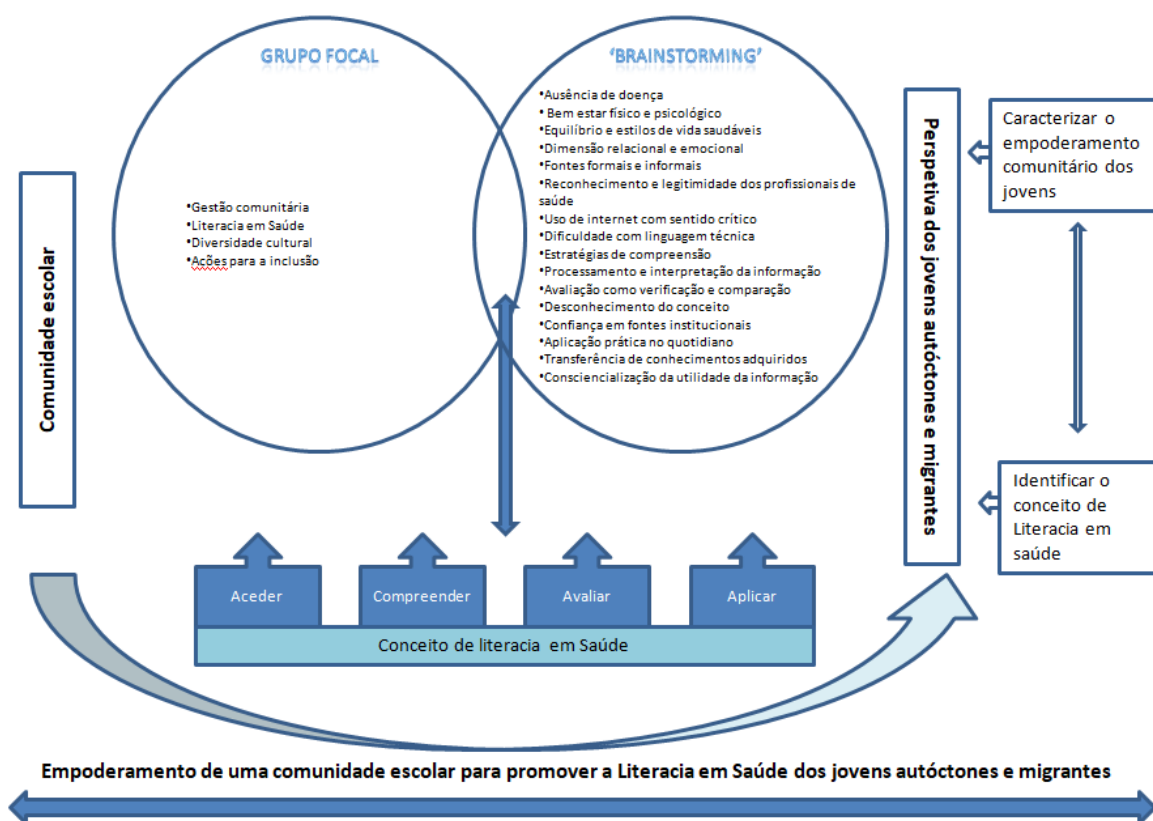 GRUPO FOCAL
•Gestão comunitária
•Literacia em Saúde
•Diversidade cultural
•Ações para a inclusão
'BRAINSTORMING'
•Ausência de doença
• Bem estar físico e psicológico
•Equilíbrio e estilos de vida saudáveis
•Dimensão relacional e emocional
•Fontes formais e informais
•Reconhecimento e legitimidade dos profissionais de
saúde
•Uso de internet com sentido crítico
•Dificuldade com linguagem técnica
•Estratégias de compreensão
•Processamento e interpretação da informação
•Avaliação como verificação e comparação
•Desconhecimento do conceito
•Confiança em fontes institucionais
•Aplicação prática no quotidiano
•Transferência de conhecimentos adquiridos
•Consciencialização da utilidade da informação
Comunidade escolar
Perspetiva dos jovens autóctones e migrantes
Caracterizar o
empoderamento
comunitário dos
jovens
Identificar o
conceito de
Literacia em
saúde
Aceder
Compreender
Avaliar
Aplicar
Conceito de literacia em Saúde
Empoderamento de uma comunidade escolar para promover a Literacia em Saúde dos jovens autóctones e migrantes